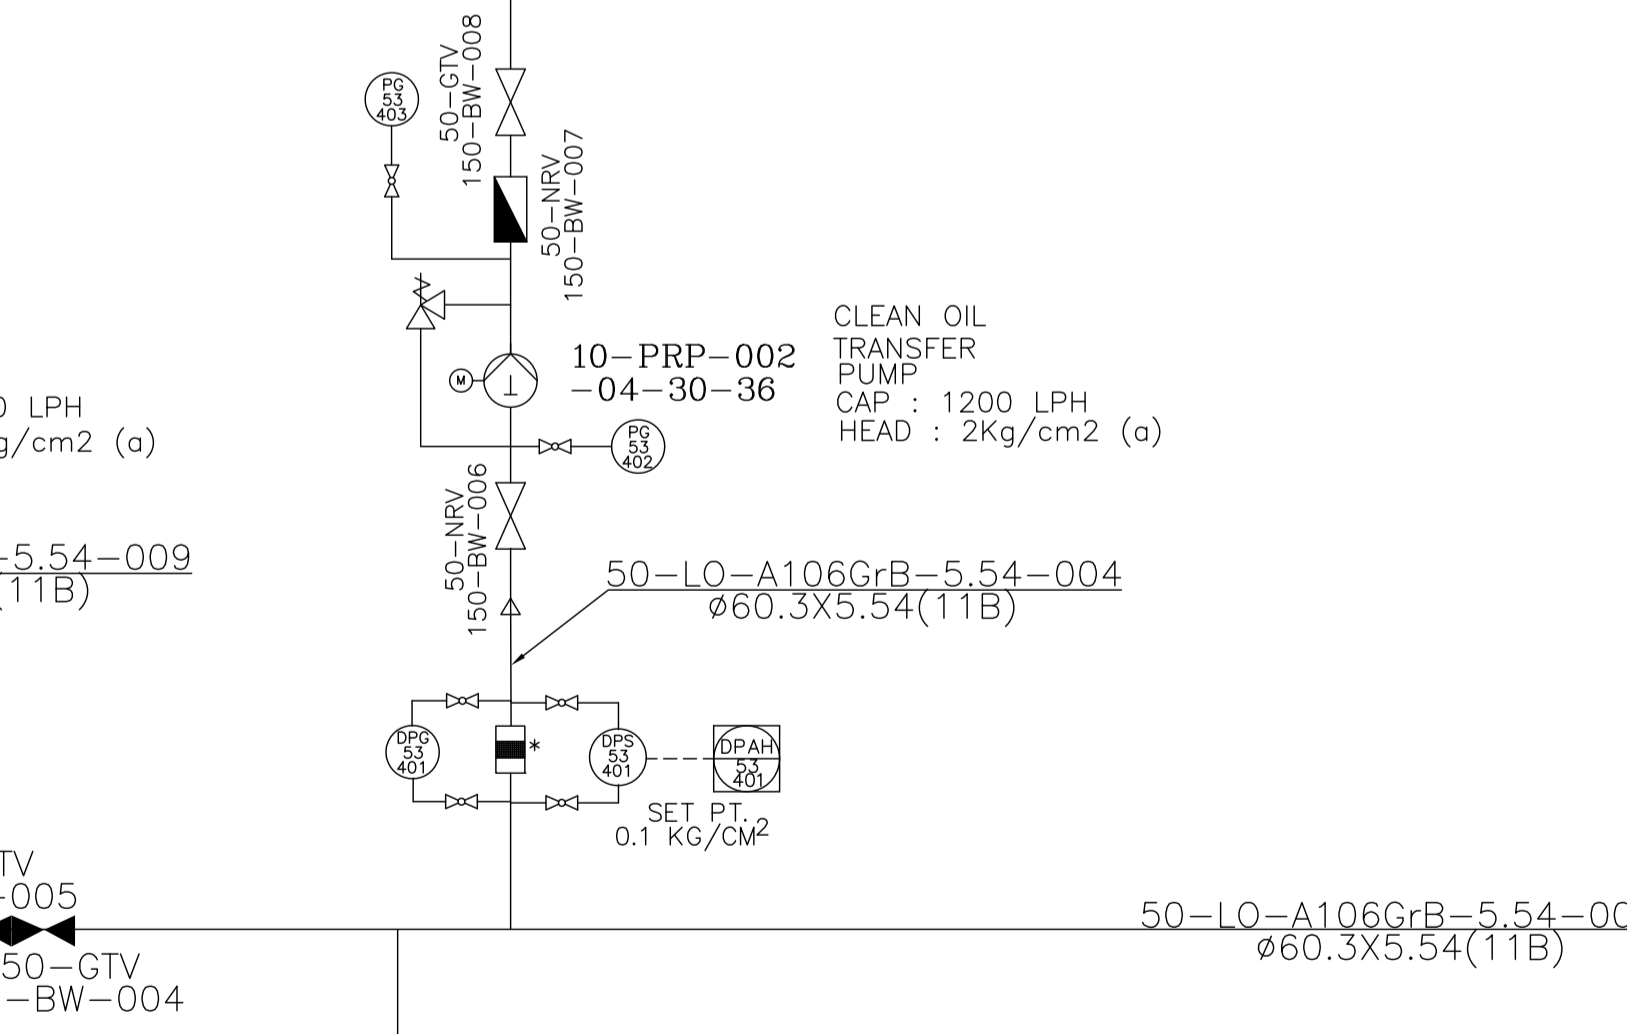 50-GTV
150-BW-008
PG
53
403
50-NRV
150-BW-007
CLEAN OIL
TRANSFER
PUMP
CAP : 1200 LPH
HEAD : 2Kg/cm2 (a)
10-PRP-002
-04-30-36
M
0 LPH
g/cm2 (a)
PG
53
402
50-NRV
150-BW-006
-5.54-009
(11B)
50-LO-A106GrB-5.54-004
Ø60.3X5.54(11B)
DPG
53
401
*
DPS
53
401
DPAH
53
401
SET PT.
0.1 KG/CM²
TV
-005
50-GTV
-BW-004
50-LO-A106GrB-5.54-00
Ø60.3X5.54(11B)